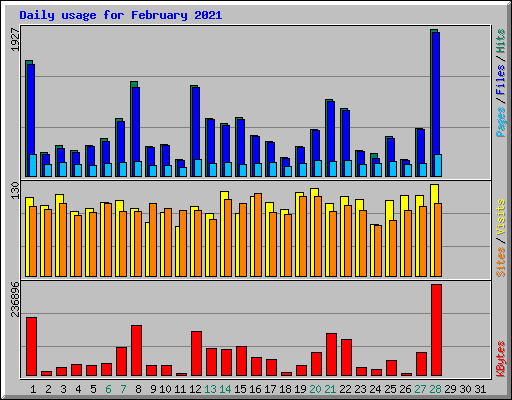 Daily usage for February 2021
1927
Pages / Files / Hits
130
Sites / Visits
236896
KBytes
1 2 3 4 5 6 7 8 9 10 11 12 13 14 15 16 17 18 19 20 21 22 23 24 25 26 27 28 29 30 31